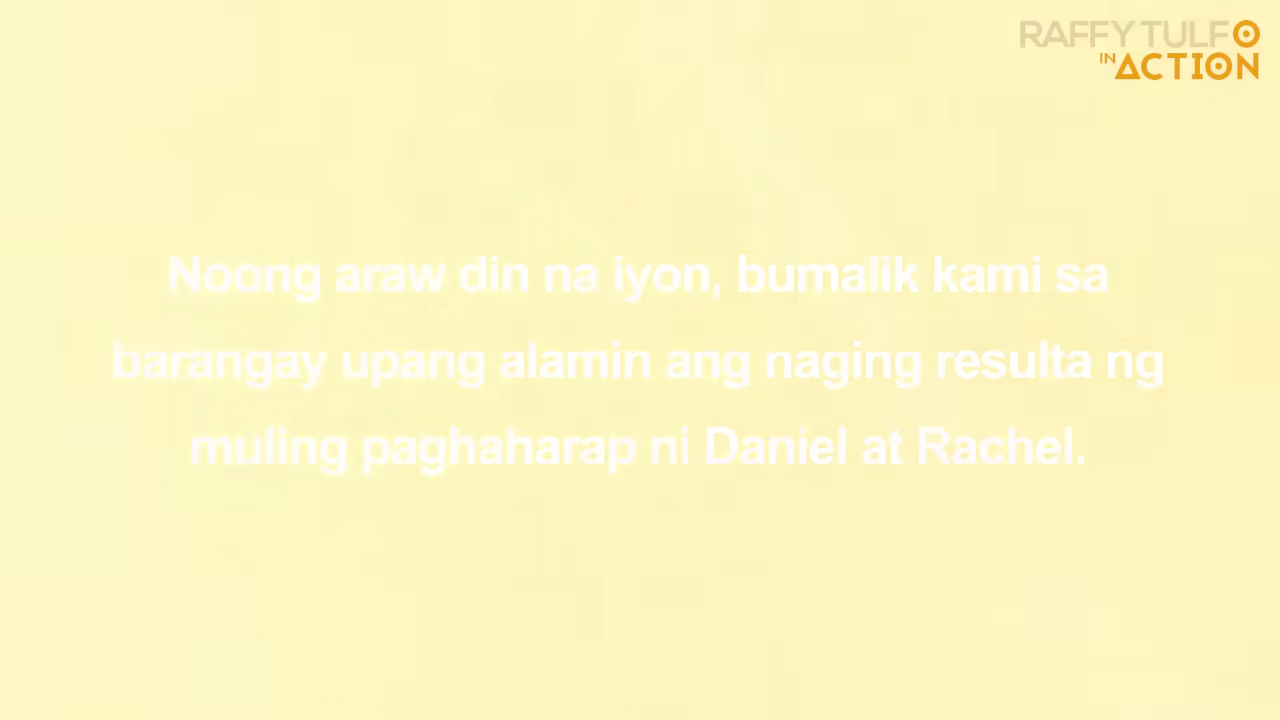 RAFFY TULFO
IN ACTION
Noong araw din na iyon, bumalik kami sa
barangay upang alamin ang naging resulta ng
muling paghaharap ni Daniel at Rachel.